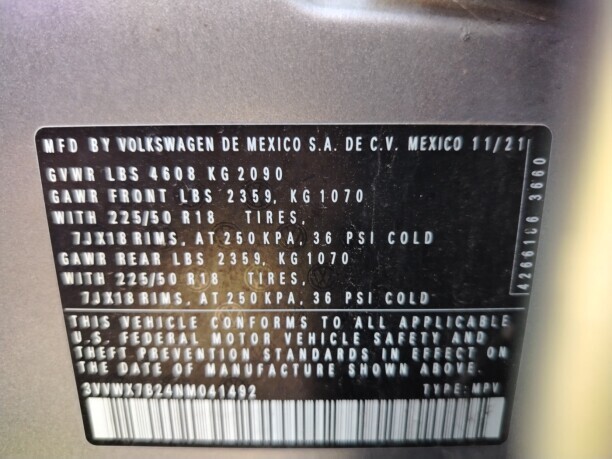 MFD BY VOLKSWAGEN DE MEXICO S.A. DE C.V. MEXICO 11/21
GVWR LBS 4608 KG 2090
GAWR FRONT LBS 2359, KG 1070
WITH 225/50 R18 TIRES,
7JX18 RIMS, AT 250 KPA, 36 PSI COLD
GAWR REAR LBS 2359, KG 1070
WITH 225/50 R18 TIRES,
7JX18 RIMS, AT 250 KPA, 36 PSI COLD
THIS VEHICLE CONFORMS TO ALL APPLICABLE
U.S. FEDERAL MOTOR VEHICLE SAFETY AND
THEFT PREVENTION STANDARDS IN EFFECT ON THE
DATE OF MANUFACTURE SHOWN ABOVE.
3VVWX7B24NM041492 TYPE: MPV
4266106 3660